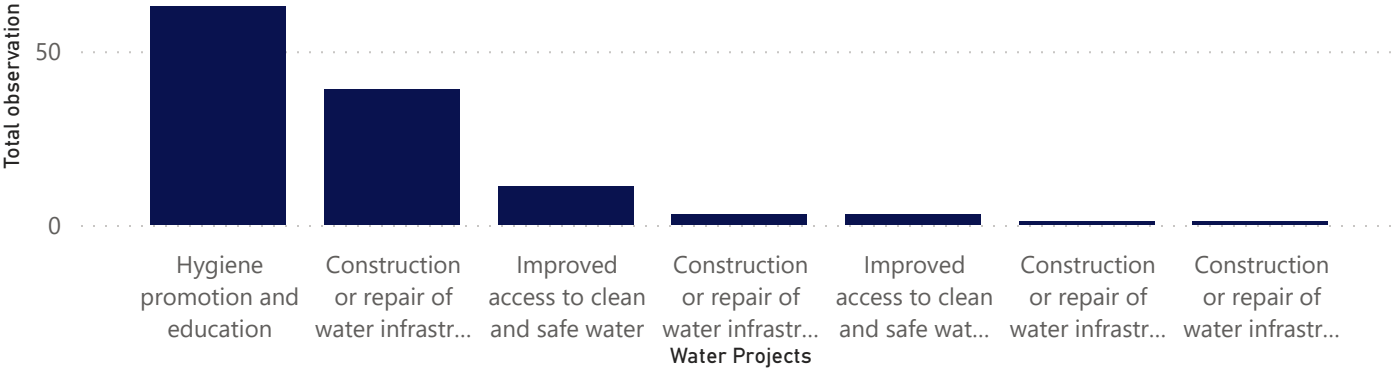 Total observation
50
0
Hygiene
promotion and
education
Construction
or repair of
water infrastr...
Improved
access to clean
and safe water
Construction
or repair of
water infrastr...
Improved
access to clean
and safe wat...
Construction
or repair of
water infrastr...
Construction
or repair of
water infrastr...
Water Projects